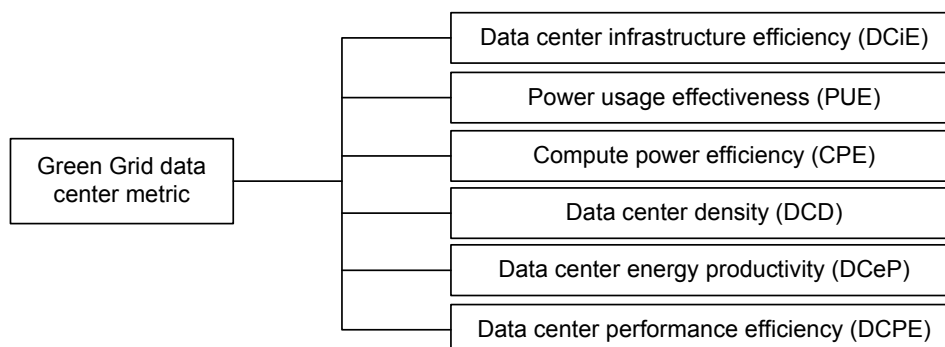 Data center infrastructure efficiency (DCiE)
Power usage effectiveness (PUE)
Green Grid data
center metric
Compute power efficiency (CPE)
Data center density (DCD)
Data center energy productivity (DCeP)
Data center performance efficiency (DCPE)